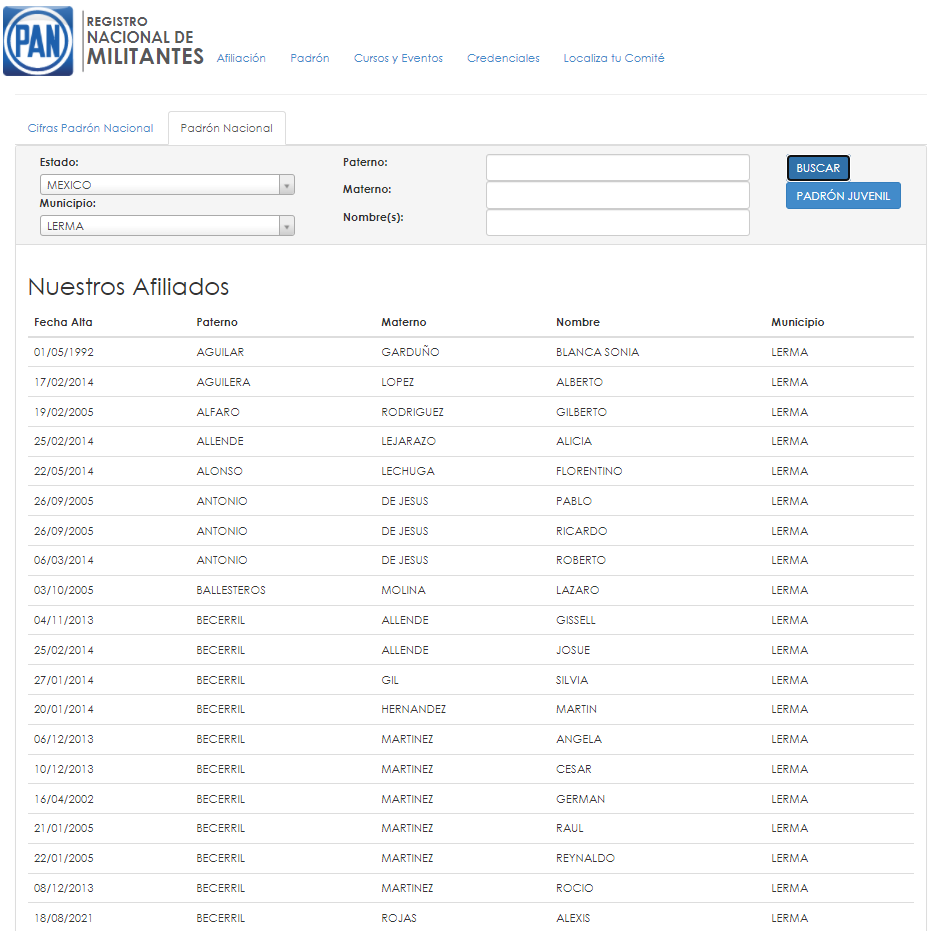 PAN
REGISTRO
NACIONAL DE
MILITANTES
Afiliación Padrón Cursos y Eventos Credenciales Localiza tu Comité
Cifras Padrón Nacional Padrón Nacional
Estado: Paterno: BUSCAR
MEXICO Materno: PADRÓN JUVENIL
Municipio: Nombre(s):
LERMA
Nuestros Afiliados
Fecha Alta Paterno Materno Nombre Municipio
01/05/1992 AGUILAR GARDUÑO BLANCA SONIA LERMA
17/02/2014 AGUILERA LOPEZ ALBERTO LERMA
19/02/2005 ALFARO RODRIGUEZ GILBERTO LERMA
25/02/2014 ALLENDE LEJARAZO ALICIA LERMA
22/05/2014 ALONSO LECHUGA FLORENTINO LERMA
26/09/2005 ANTONIO DE JESUS PABLO LERMA
26/09/2005 ANTONIO DE JESUS RICARDO LERMA
06/03/2014 ANTONIO DE JESUS ROBERTO LERMA
03/10/2005 BALLESTEROS MOLINA LAZARO LERMA
04/11/2013 BECERRIL ALLENDE GISSELL LERMA
25/02/2014 BECERRIL ALLENDE JOSUE LERMA
27/01/2014 BECERRIL GIL SILVIA LERMA
20/01/2014 BECERRIL HERNANDEZ MARTIN LERMA
06/12/2013 BECERRIL MARTINEZ ANGELA LERMA
10/12/2013 BECERRIL MARTINEZ CESAR LERMA
16/04/2002 BECERRIL MARTINEZ GERMAN LERMA
21/01/2005 BECERRIL MARTINEZ RAUL LERMA
22/01/2005 BECERRIL MARTINEZ REYNALDO LERMA
08/12/2013 BECERRIL MARTINEZ ROCIO LERMA
18/08/2021 BECERRIL ROJAS ALEXIS LERMA